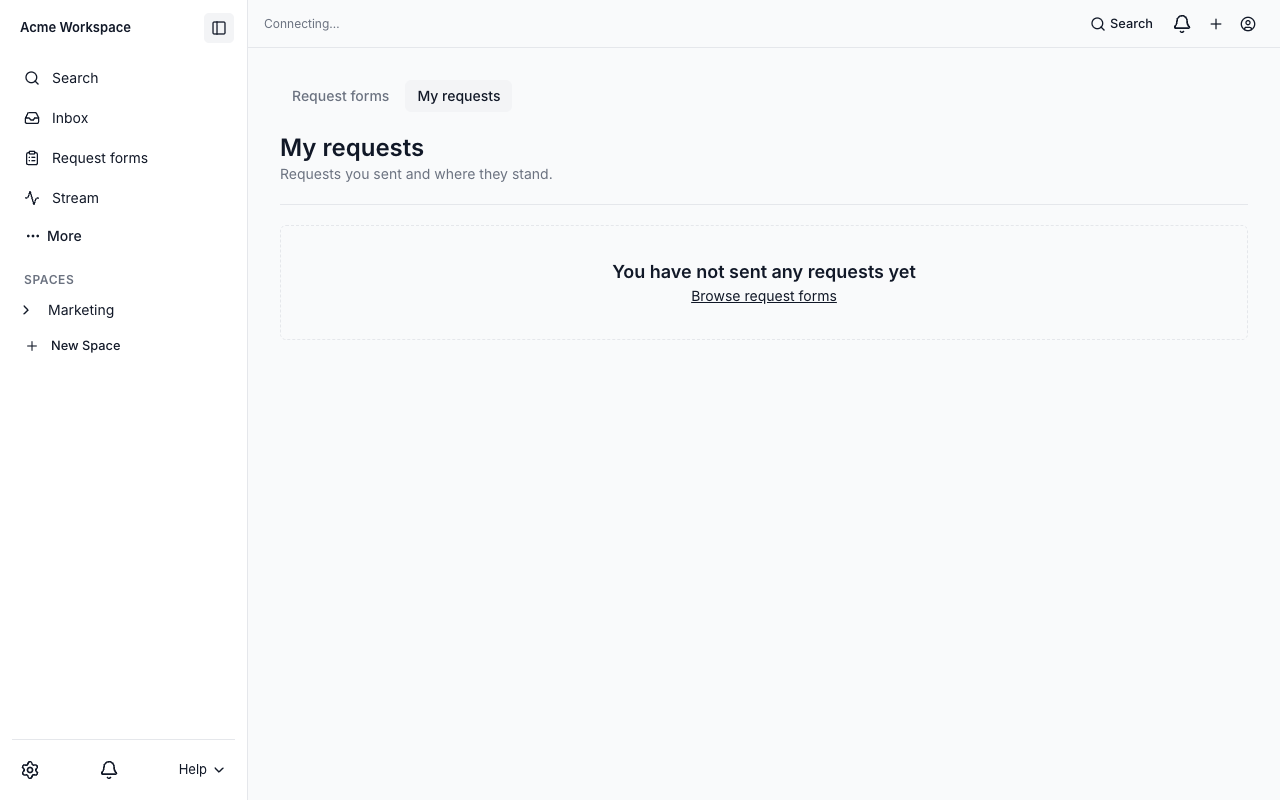 Acme Workspace
Search
Inbox
Request forms
Stream
More
SPACES
Marketing
New Space
Help
Connecting...
Search
Request forms
My requests
My requests
Requests you sent and where they stand.
You have not sent any requests yet
Browse request forms